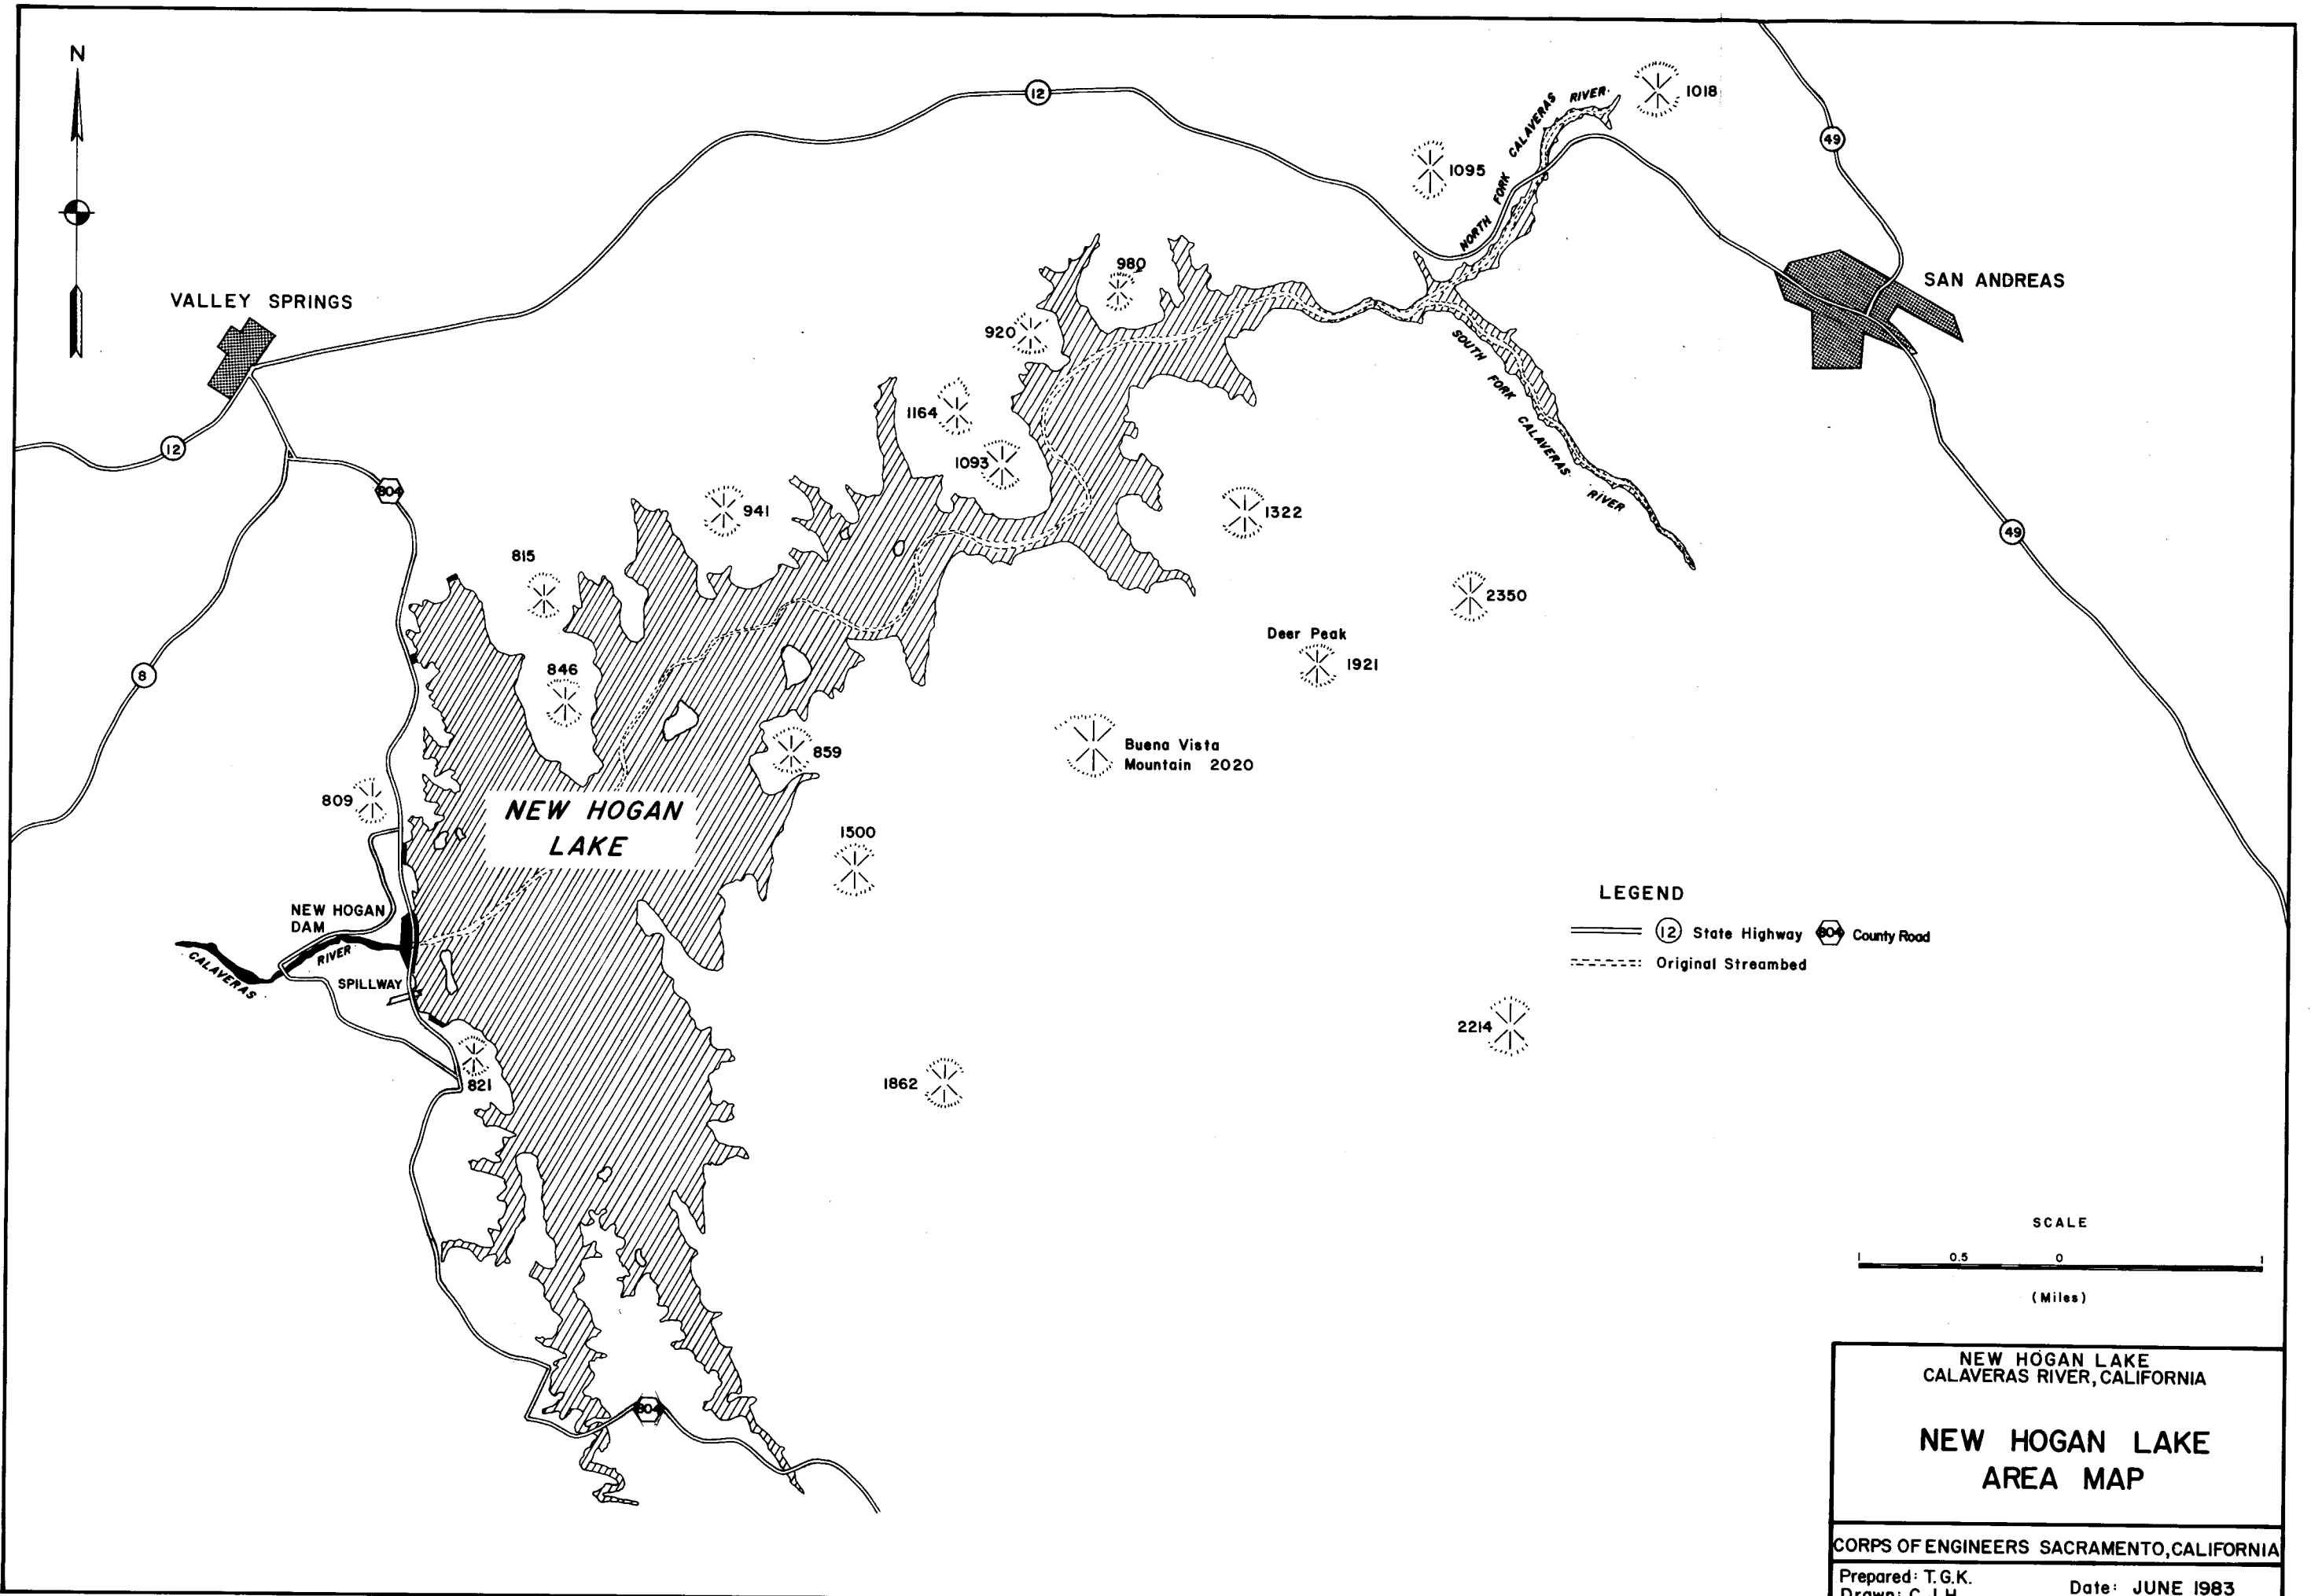 N
12
1018
49
1095
NORTH FORK CALAVERAS RIVER
980
SAN ANDREAS
VALLEY SPRINGS
920
SOUTH FORK CALAVERAS RIVER
1164
12
1093
804
941
1322
49
815
2350
Deer Peak
1921
846
8
Buena Vista
Mountain 2020
859
809
NEW HOGAN
LAKE
1500
LEGEND
NEW HOGAN
DAM
12 State Highway 804 County Road
CALAVERAS RIVER
Original Streambed
SPILLWAY
2214
821
1862
SCALE
1 0.5 0 1
(Miles)
804
NEW HOGAN LAKE
CALAVERAS RIVER, CALIFORNIA
NEW HOGAN LAKE
AREA MAP
CORPS OF ENGINEERS SACRAMENTO, CALIFORNIA
Prepared: T.G.K.
Drawn: C.J.H.
Date: JUNE 1983